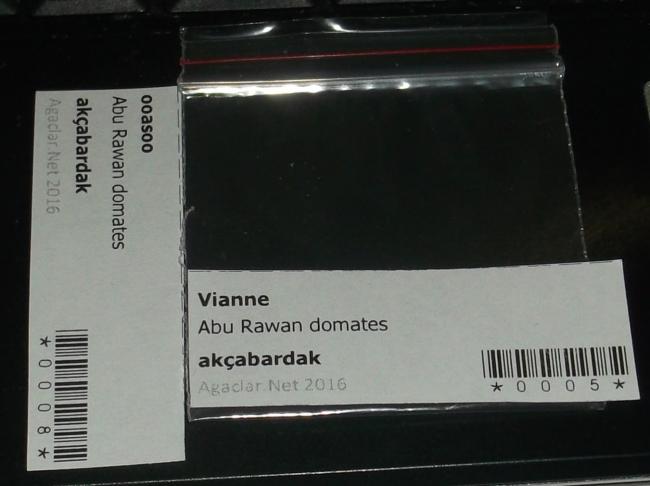 ooasoo
Abu Rawan domates
akçabardak
Agaclar.Net 2016
*0008*
Vianne
Abu Rawan domates
akçabardak
Agaclar.Net 2016
*0005*